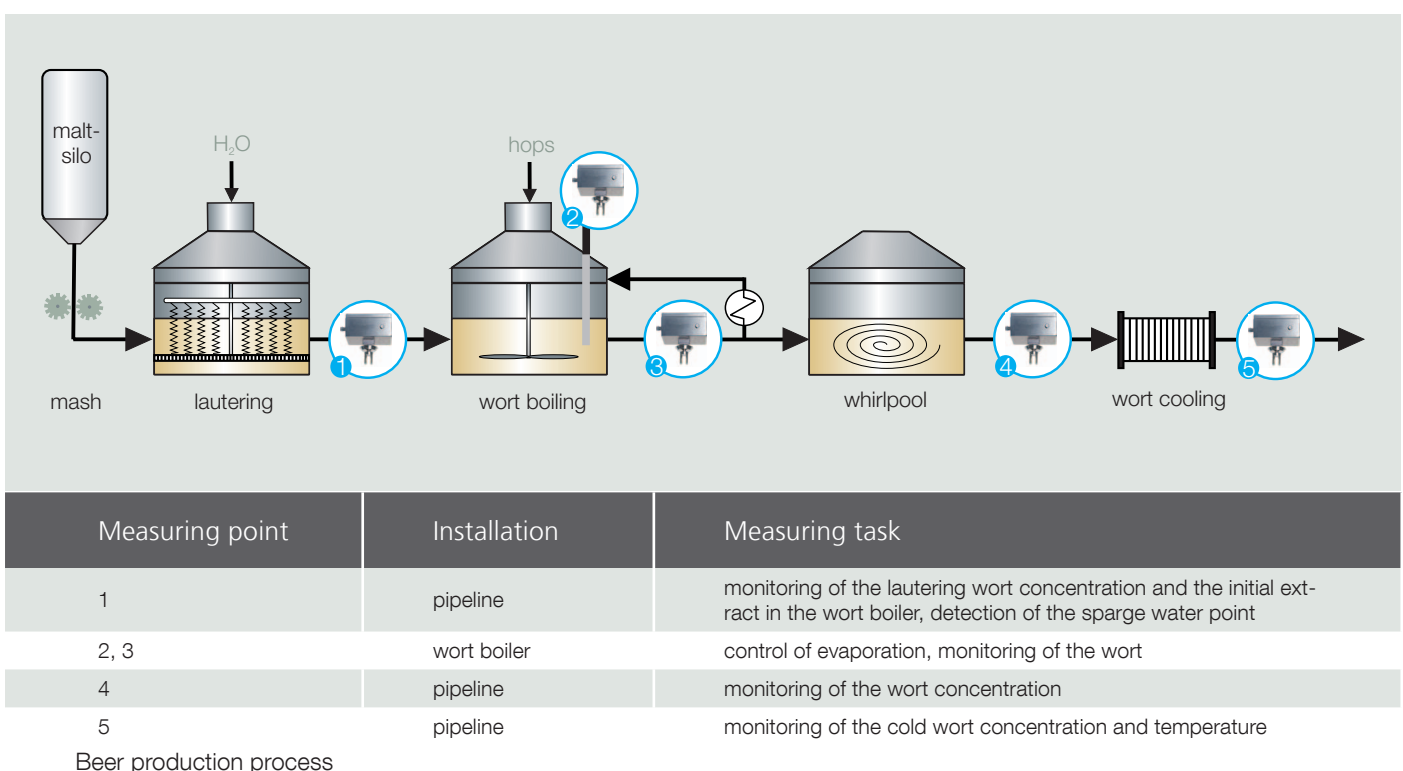 malt-
silo
H₂O
hops
2
1
3
4
5
mash
lautering
wort boiling
whirlpool
wort cooling
Measuring point
Installation
Measuring task
1
pipeline
monitoring of the lautering wort concentration and the initial ext-
ract in the wort boiler, detection of the sparge water point
2, 3
wort boiler
control of evaporation, monitoring of the wort
4
pipeline
monitoring of the wort concentration
5
pipeline
monitoring of the cold wort concentration and temperature
Beer production process